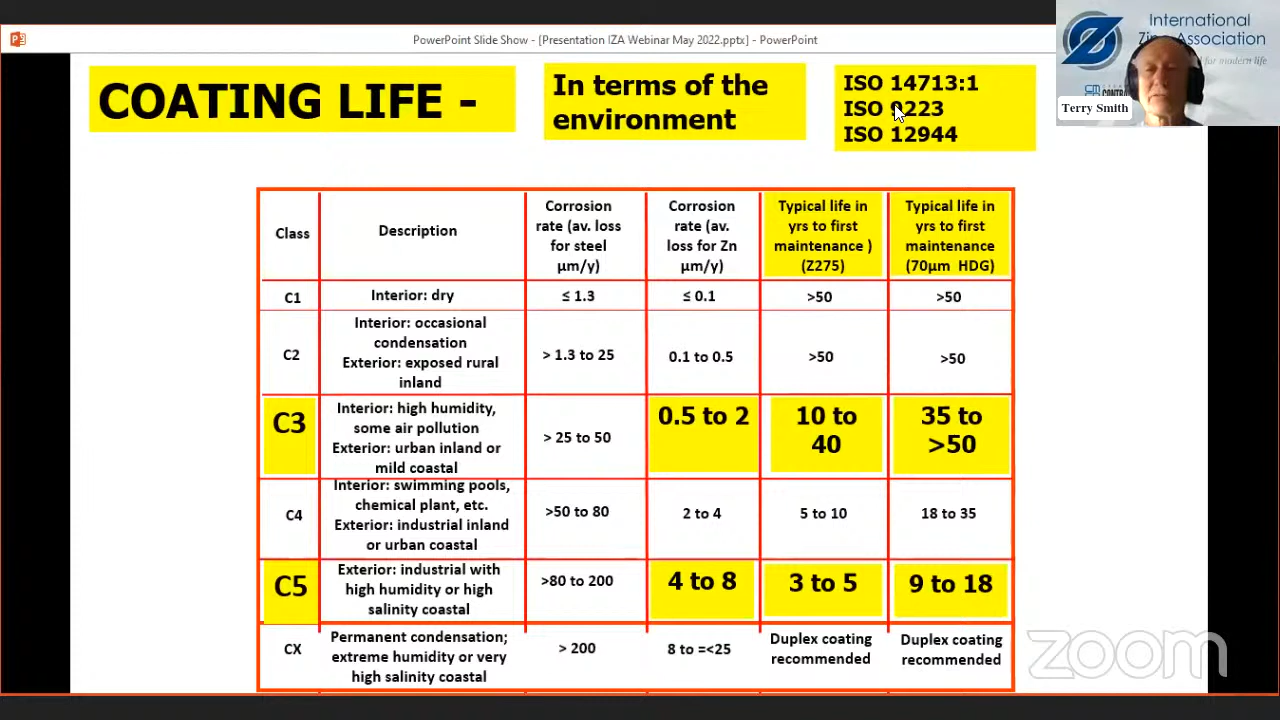 PowerPoint Slide Show - [Presentation IZA Webinar May 2022.pptx] - PowerPoint
International
Association
for modern life
Terry Smith
COATING LIFE -
In terms of the
environment
ISO 14713:1
ISO 9223
ISO 12944
Class
Description
Corrosion
rate (av. loss
for steel
µm/y)
Corrosion
rate (av.
loss for Zn
µm/y)
Typical life in
yrs to first
maintenance )
(Z275)
Typical life in
yrs to first
maintenance
(70µm HDG)
C1
Interior: dry
≤ 1.3
≤ 0.1
>50
>50
C2
Interior: occasional
condensation
Exterior: exposed rural
inland
> 1.3 to 25
0.1 to 0.5
>50
>50
C3
Interior: high humidity,
some air pollution
Exterior: urban inland or
mild coastal
> 25 to 50
0.5 to 2
10 to
40
35 to
>50
C4
Interior: swimming pools,
chemical plant, etc.
Exterior: industrial inland
or urban coastal
>50 to 80
2 to 4
5 to 10
18 to 35
C5
Exterior: industrial with
high humidity or high
salinity coastal
>80 to 200
4 to 8
3 to 5
9 to 18
CX
Permanent condensation;
extreme humidity or very
high salinity coastal
> 200
8 to =<25
Duplex coating
recommended
Duplex coating
recommended
zoom